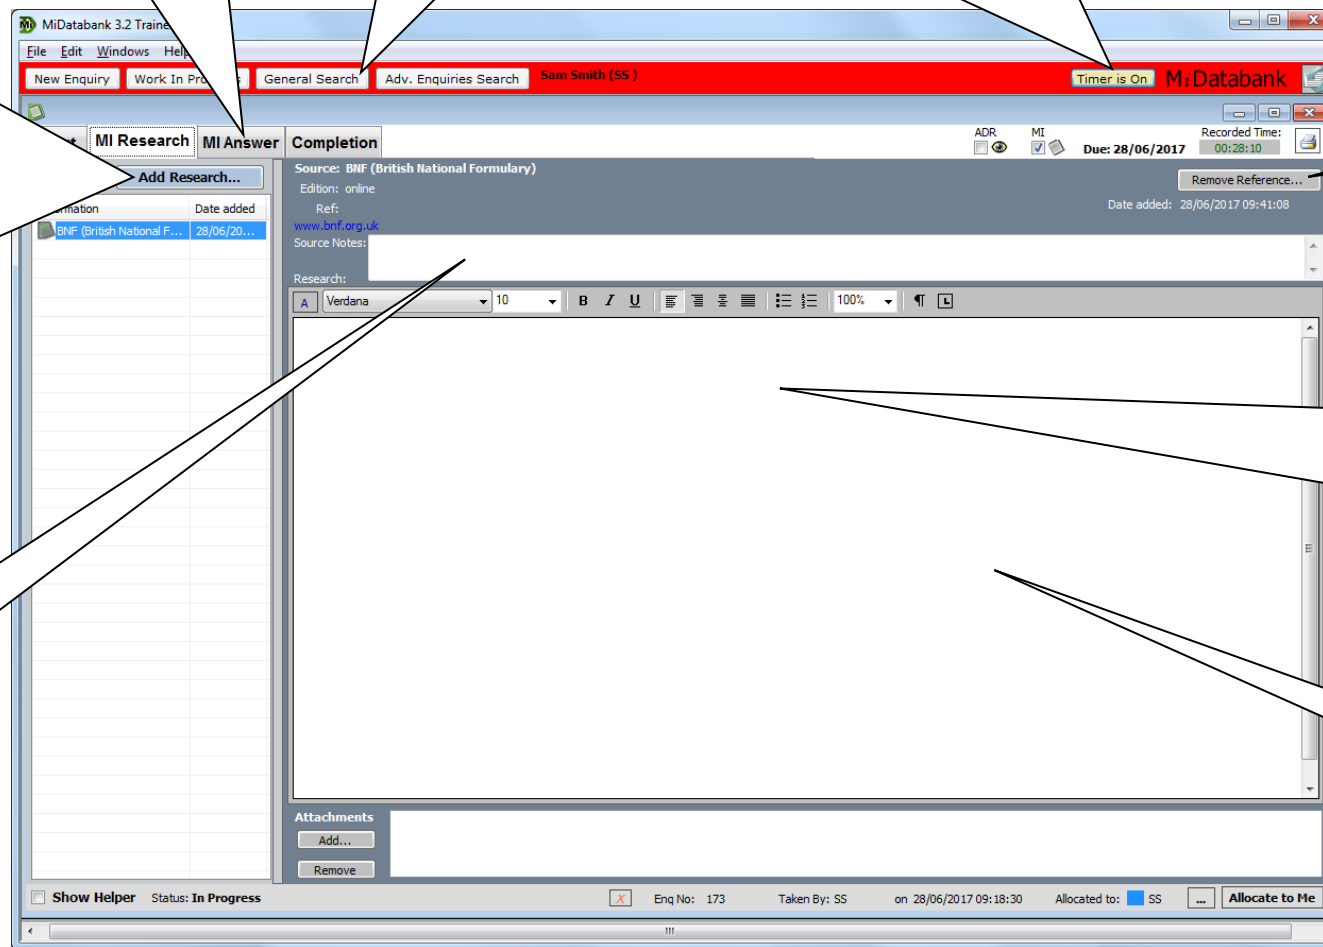 MiDatabank 3.2
File Edit Windows
New Enquiry Work In General Search Adv. Enquiries Search Sam Smith (SS ) Timer is On MiDatabank
MI Research MI Answer Completion ADR MI Due: 28/06/2017 Recorded Time: 00:28:10
Add Research...
Source: BNF (British National Formulary)
Remove Reference...
Edition: online
Date added
Ref:
Date added: 28/06/2017 09:41:08
BNF (British National F... 28/06/20...
www.bnf.org.uk
Source Notes:
Research:
A Verdana 10 B I U 100% ¶ L
Attachments
Add...
Remove
Show Helper Status: In Progress X Enq No: 173 Taken By: SS on 28/06/2017 09:18:30 Allocated to: SS ... Allocate to Me